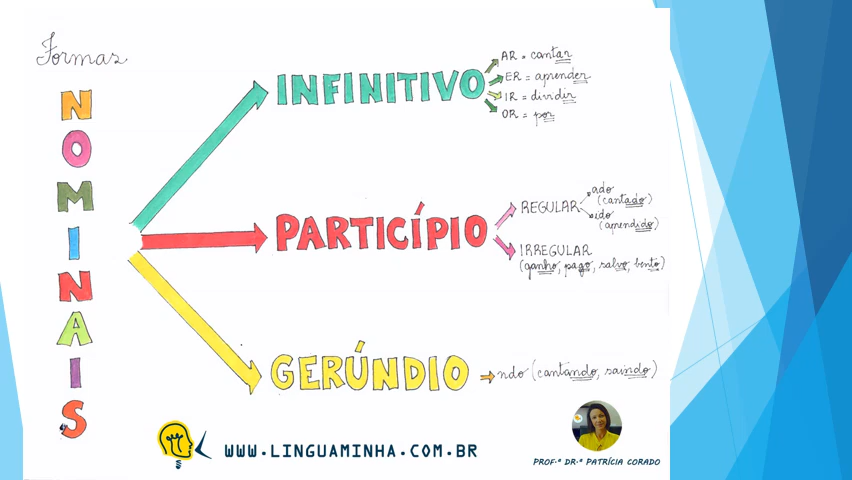 Formas
NOMINAIS
INFINITIVO
AR = cantar
ER = aprender
IR = dividir
OR = por
PARTICÍPIO
REGULAR
ado
(cantado)
ido
(aprendido)
IRREGULAR
(ganho, pago, salvo, bento)
GERÚNDIO
ndo (cantando, saindo)
WWW.LINGUAMINHA.COM.BR
PROF.ª DR.ª PATRÍCIA CORADO